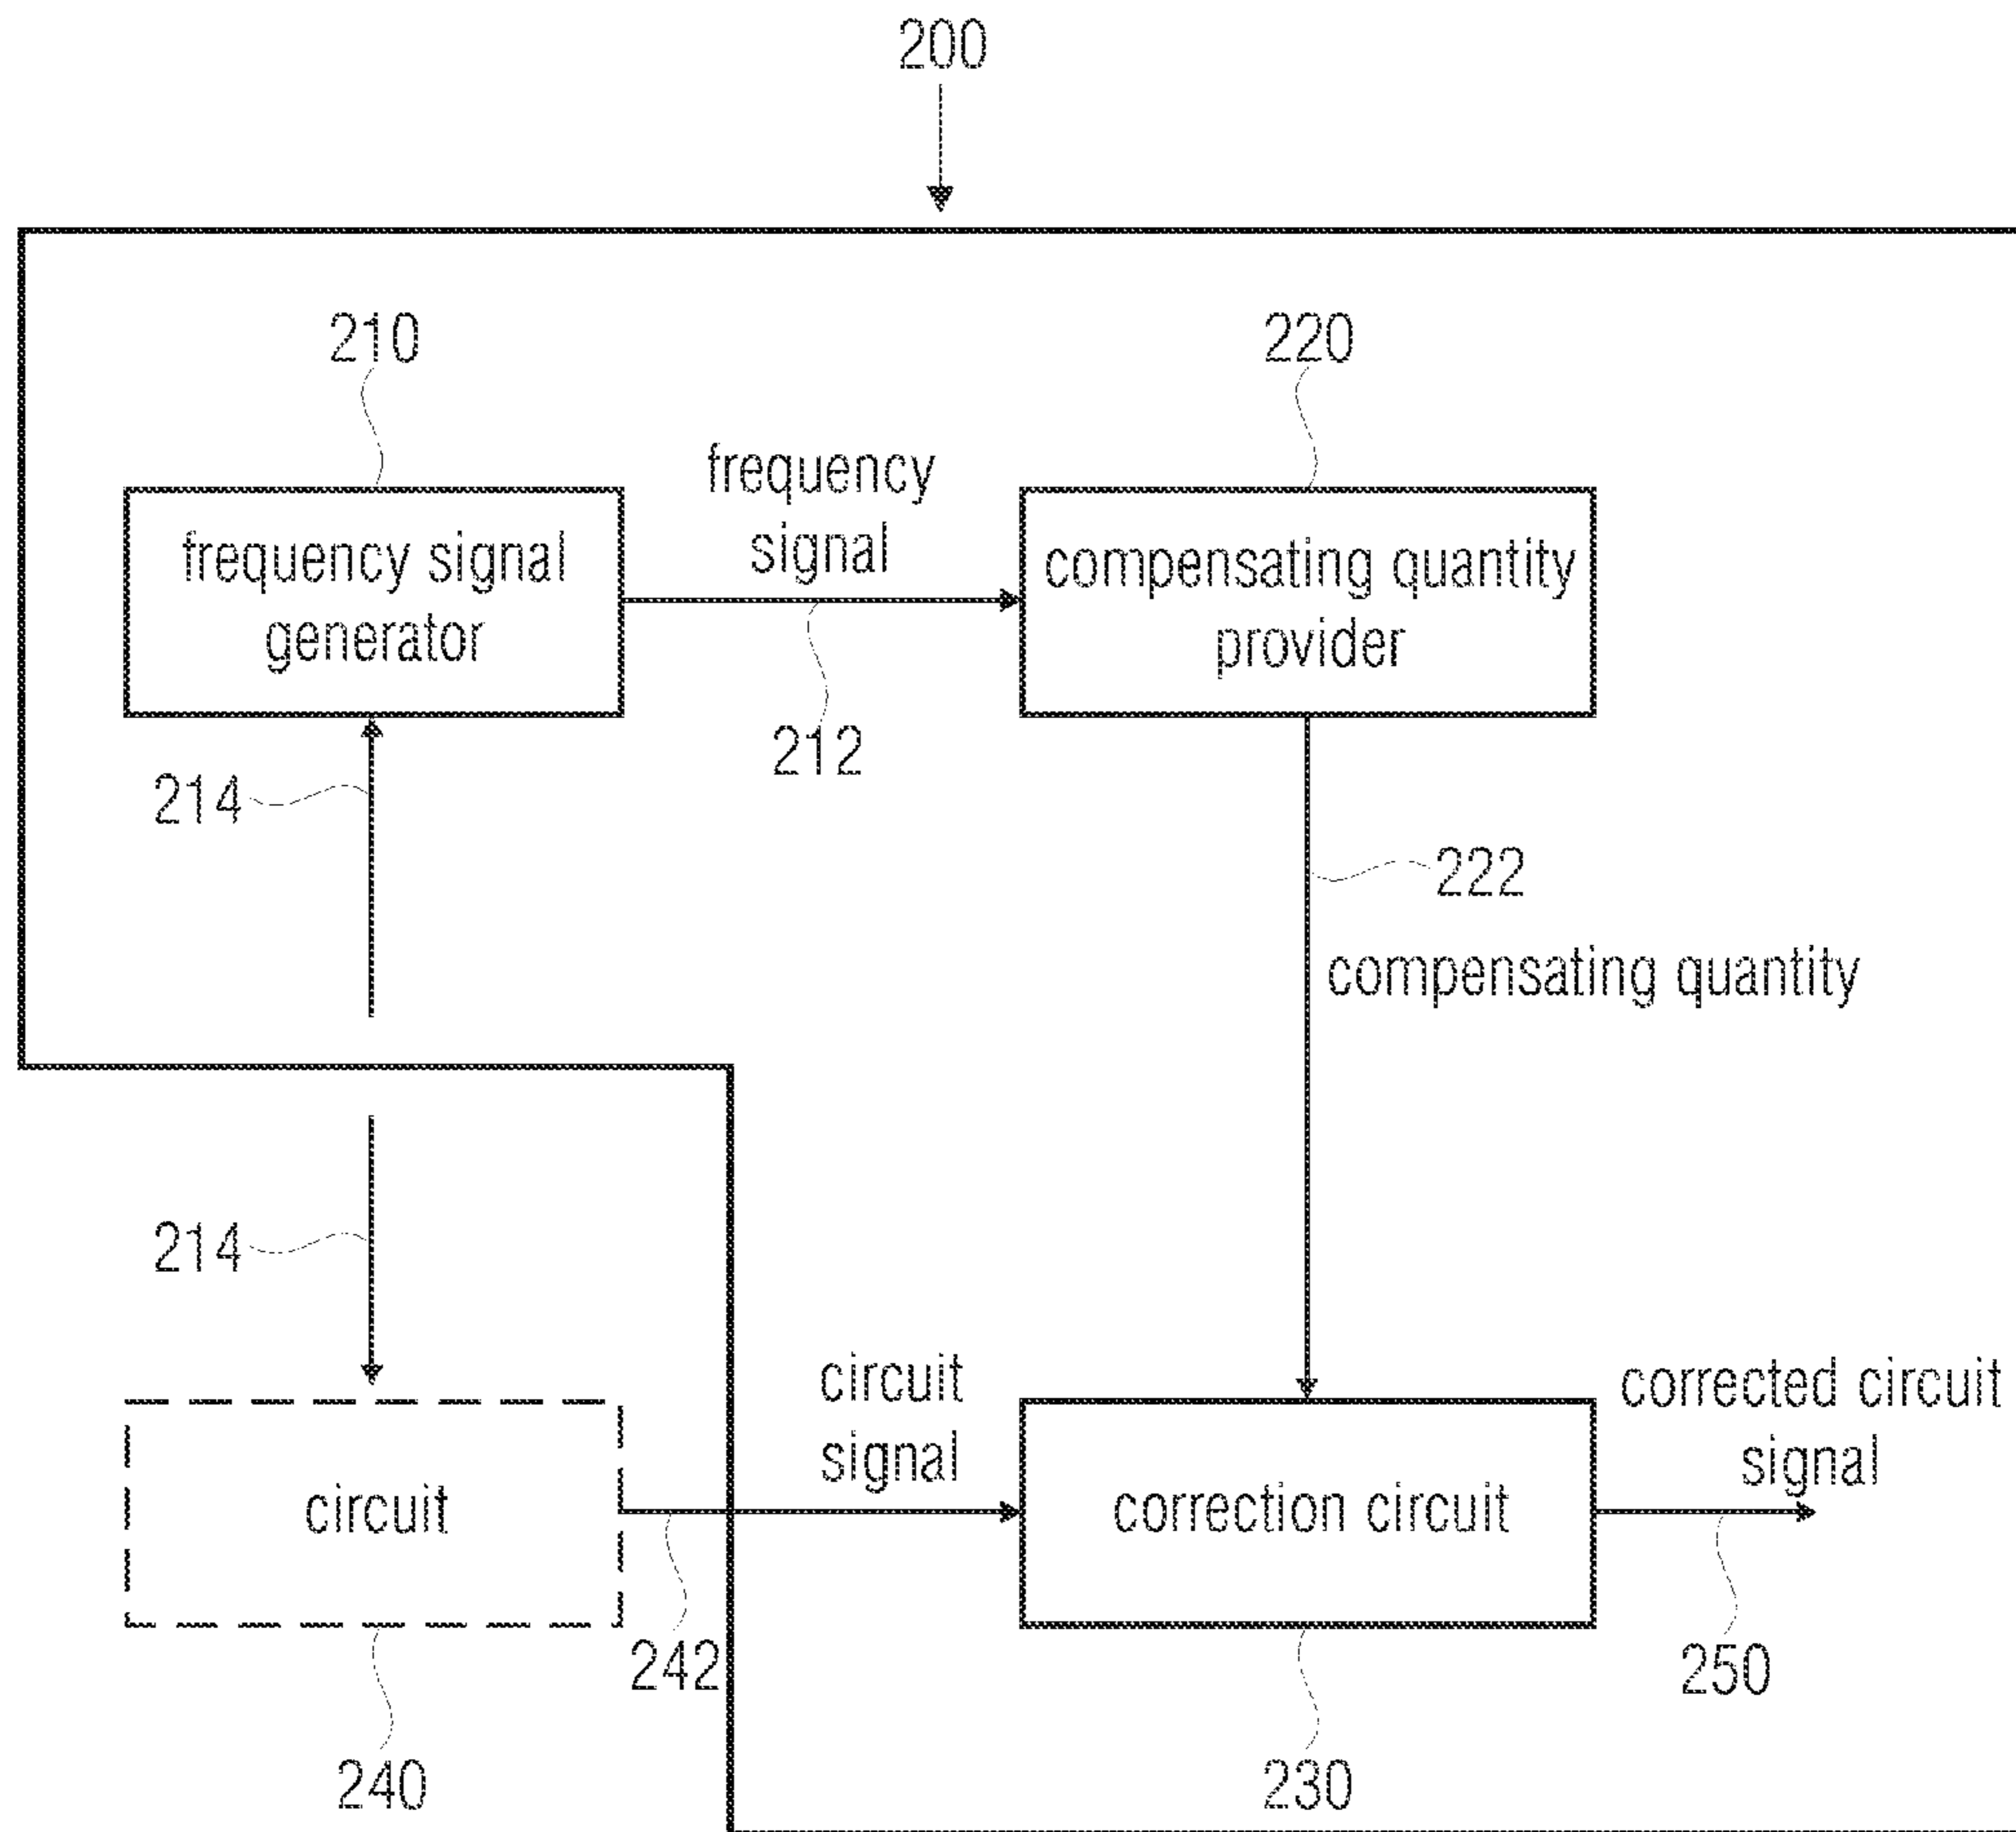 200
210
220
frequency
signal
frequency signal
generator
compensating quantity
provider
212
214
222
compensating quantity
214
circuit
signal
corrected circuit
signal
circuit
correction circuit
242
250
240
230